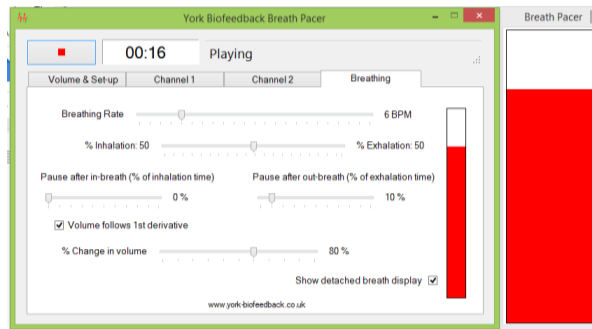 York Biofeedback Breath Pacer
Breath Pacer
00:16
Playing
Volume & Set-up
Channel 1
Channel 2
Breathing
Breathing Rate
6 BPM
% Inhalation: 50
% Exhalation: 50
Pause after in-breath (% of inhalation time)
Pause after out-breath (% of exhalation time)
0 %
10 %
Volume follows 1st derivative
% Change in volume
80 %
Show detached breath display
www.york-biofeedback.co.uk